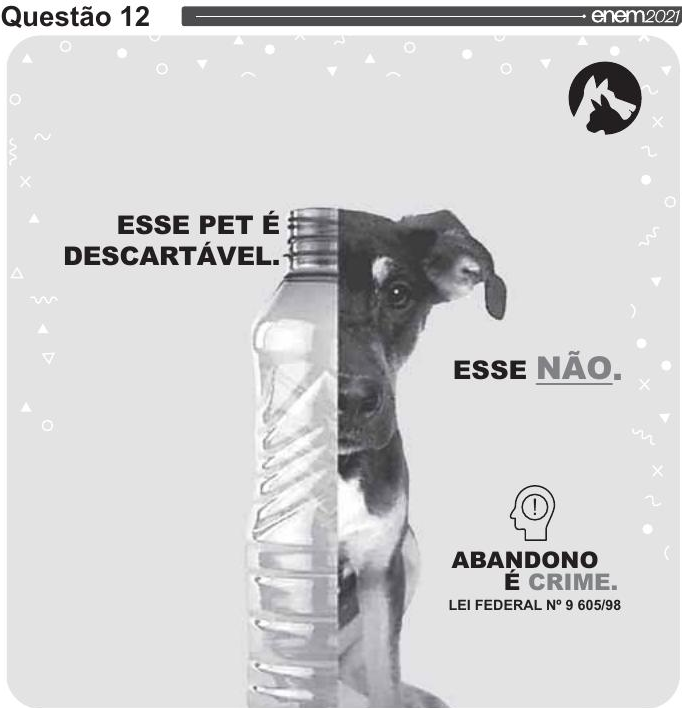 Questão 12
enem2021
ESSE PET É
DESCARTÁVEL.
ESSE NÃO.
ABANDONO
É CRIME.
LEI FEDERAL Nº 9 605/98